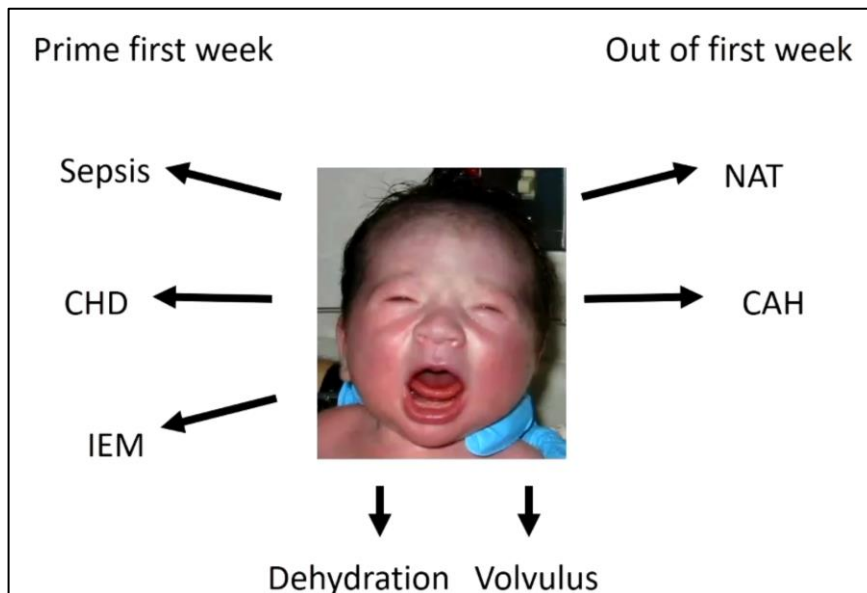 Prime first week
Out of first week
Sepsis
NAT
CHD
CAH
IEM
Dehydration
Volvulus